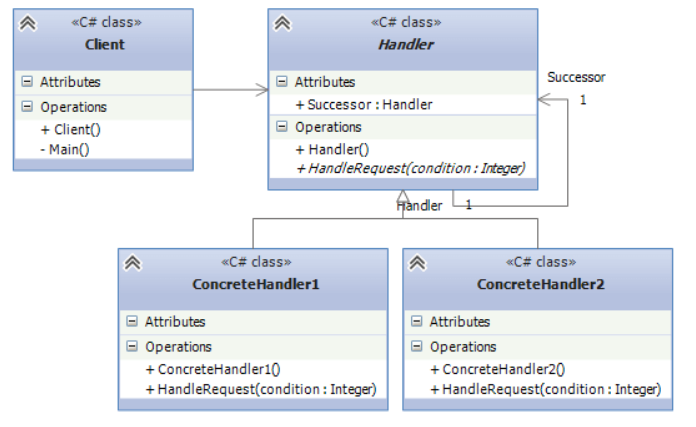 «C# class»
Client
Attributes
Operations
+ Client()
- Main()
«C# class»
Handler
Attributes
+ Successor : Handler
Operations
+ Handler()
+ HandleRequest(condition : Integer)
Successor
1
Handler
1
«C# class»
ConcreteHandler1
Attributes
Operations
+ ConcreteHandler1()
+ HandleRequest(condition : Integer)
«C# class»
ConcreteHandler2
Attributes
Operations
+ ConcreteHandler2()
+ HandleRequest(condition : Integer)